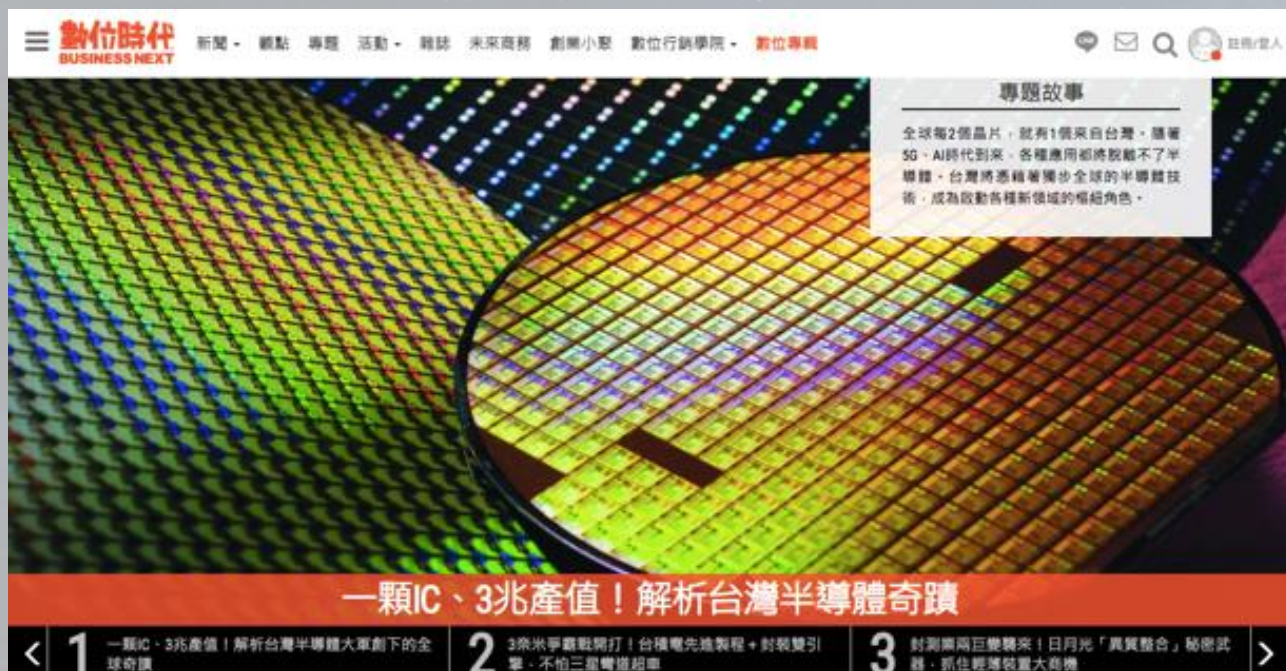 數位時代
BUSINESS NEXT
新聞
觀點
專題
活動
雜誌
未來商務
創業小聚
數位行銷學院
數位專輯
註冊/登入
專題故事
全球每2個晶片,就有1個來自台灣。隨著
5G、AI時代到來,各種應用都將脫離不了半
導體。台灣將憑藉著獨步全球的半導體技
術,成為啟動各種新領域的樞紐角色。
一顆IC、3兆產值!解析台灣半導體奇蹟
1
一顆IC、3兆產值!解析台灣半導體大軍創下的全
球奇蹟
2
3奈米爭霸戰開打!台積電先進製程+封裝雙引
擎,不怕三星彎道超車
3
封測業兩巨變襲來!日月光「異質整合」秘密武
器,抓住輕薄裝置大商機